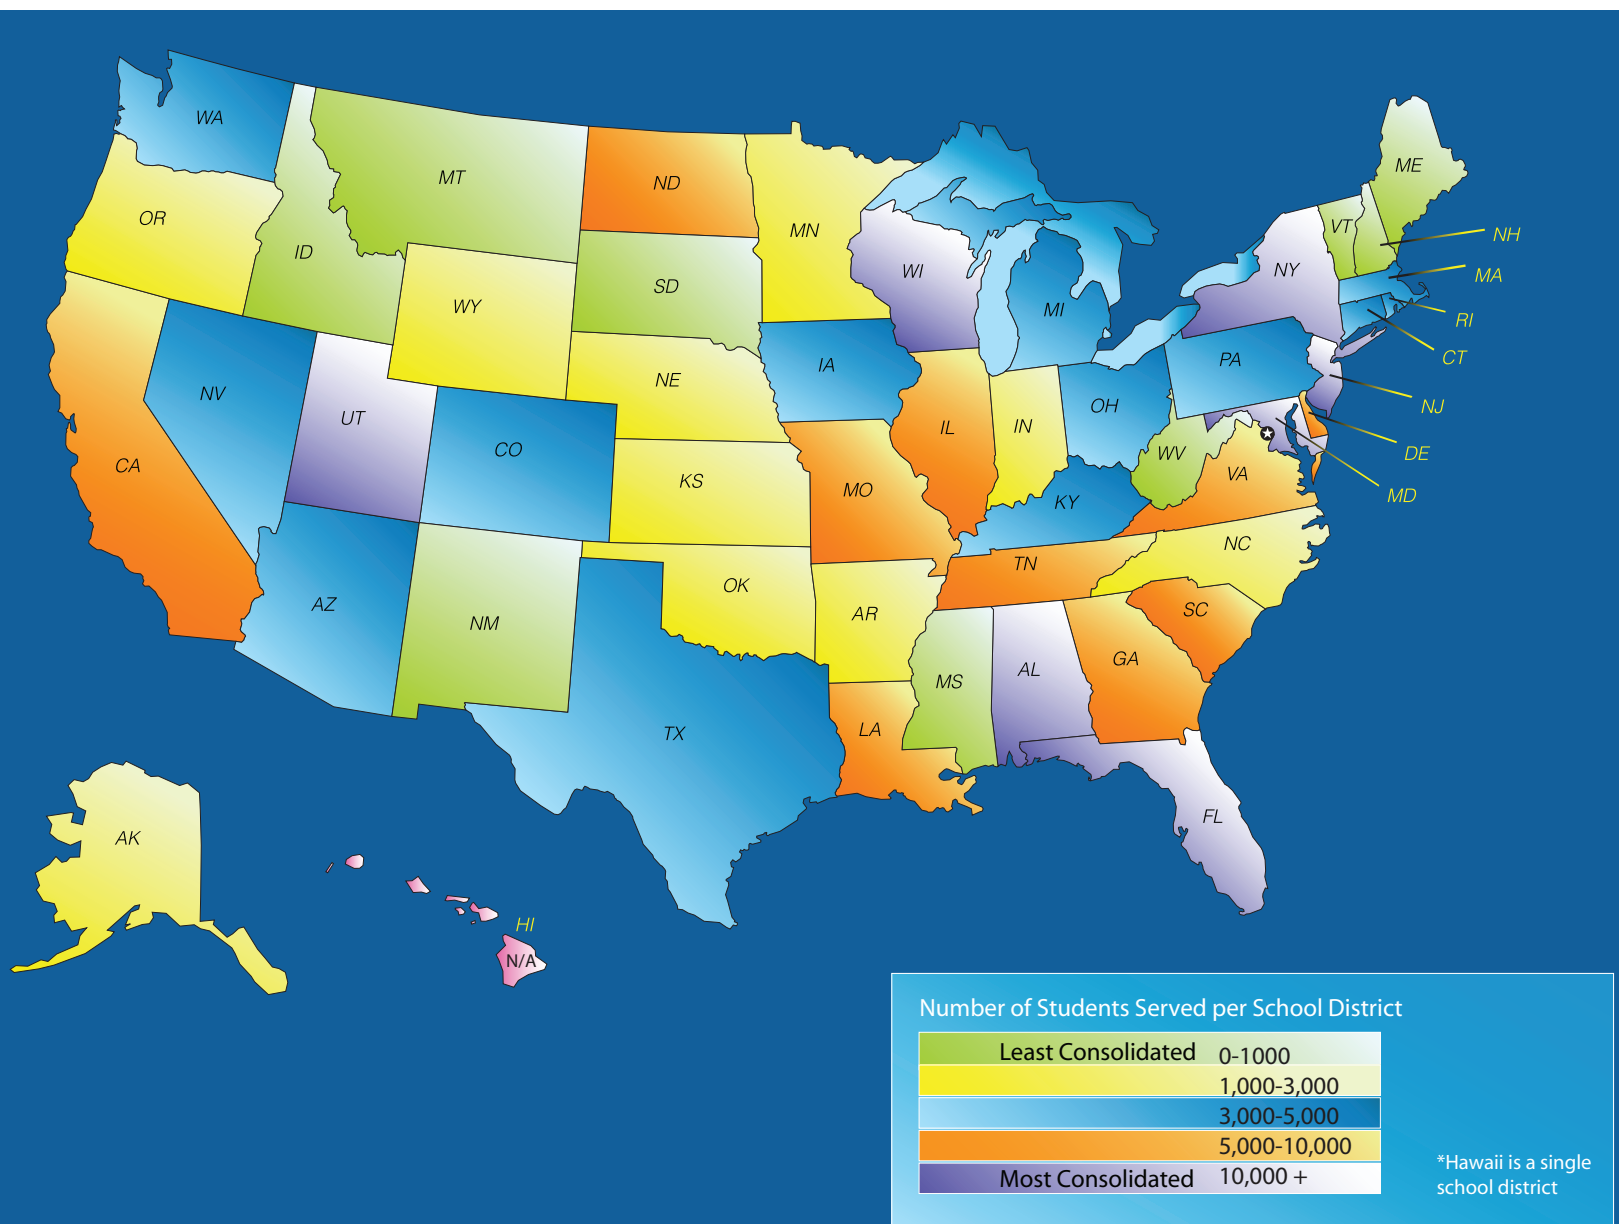 WA
MT
ND
MN
ME
OR
ID
SD
WI
MI
NY
VT
NH
MA
RI
CT
WY
NE
IA
IL
IN
OH
PA
NJ
DE
MD
NV
UT
CO
KS
MO
KY
WV
VA
CA
AZ
NM
OK
AR
TN
NC
SC
TX
LA
MS
AL
GA
FL
AK
HI
N/A
Number of Students Served per School District
Least Consolidated 0-1000
1,000-3,000
3,000-5,000
5,000-10,000
Most Consolidated 10,000 +
*Hawaii is a single
school district